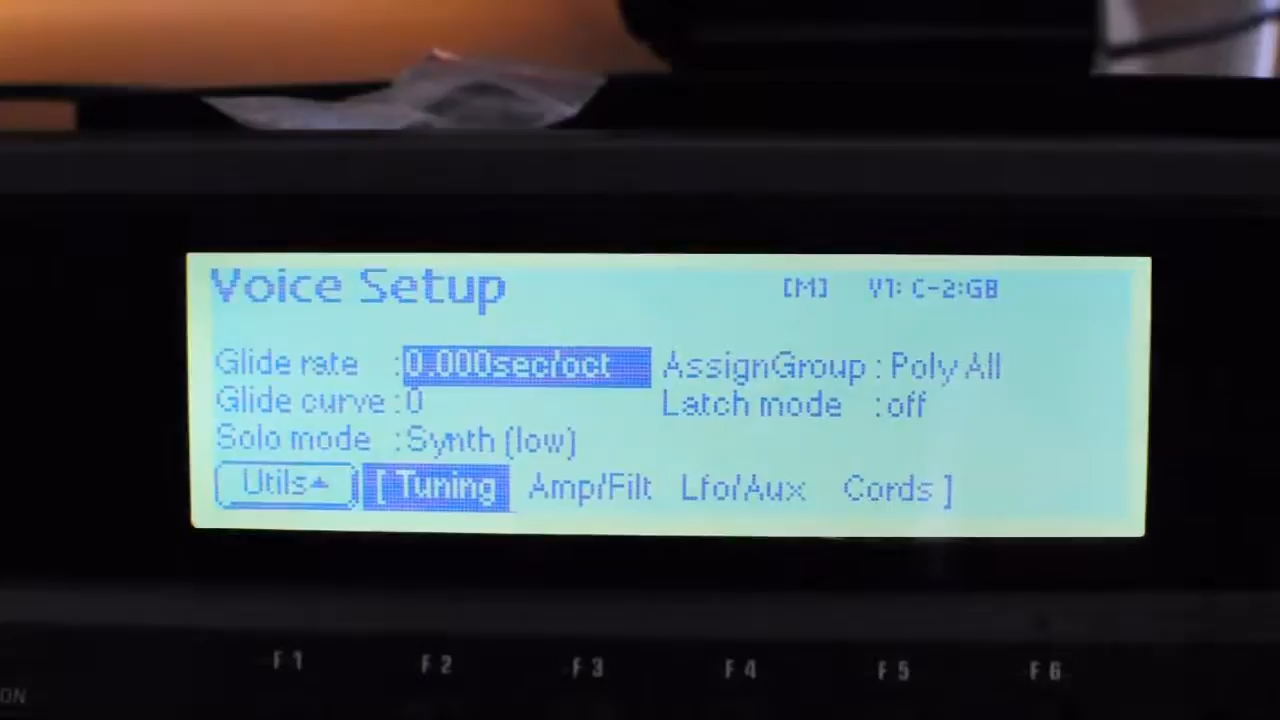 Voice Setup [M] V1: C-2:G8
Glide rate :0.000sec/oct AssignGroup : Poly All
Glide curve :0 Latch mode :off
Solo mode :Synth (low)
Utils [ Tuning Amp/Filt Lfo/Aux Cords ]
F1 F2 F3 F4 F5 F6
ON